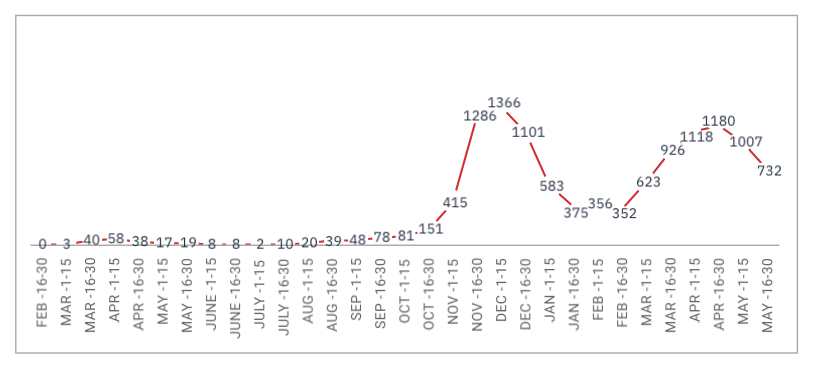 1366
1286
1180
1118
1101
1007
926
732
623
583
415
375
356
352
151
0
3
40
58
38
17
19
8
8
2
10
20
39
48
78
81
FEB -16-30
MAR -1-15
MAR -16-30
APR -1-15
APR -16-30
MAY -1-15
MAY -16-30
JUNE -1-15
JUNE -16-30
JULY -1-15
JULY -16-30
AUG -1-15
AUG -16-30
SEP -1-15
SEP -16-30
OCT -1-15
OCT -16-30
NOV -1-15
NOV -16-30
DEC -1-15
DEC -16-30
JAN -1-15
JAN -16-30
FEB -1-15
FEB -16-30
MAR -1-15
MAR -16-30
APR -1-15
APR -16-30
MAY -1-15
MAY -16-30